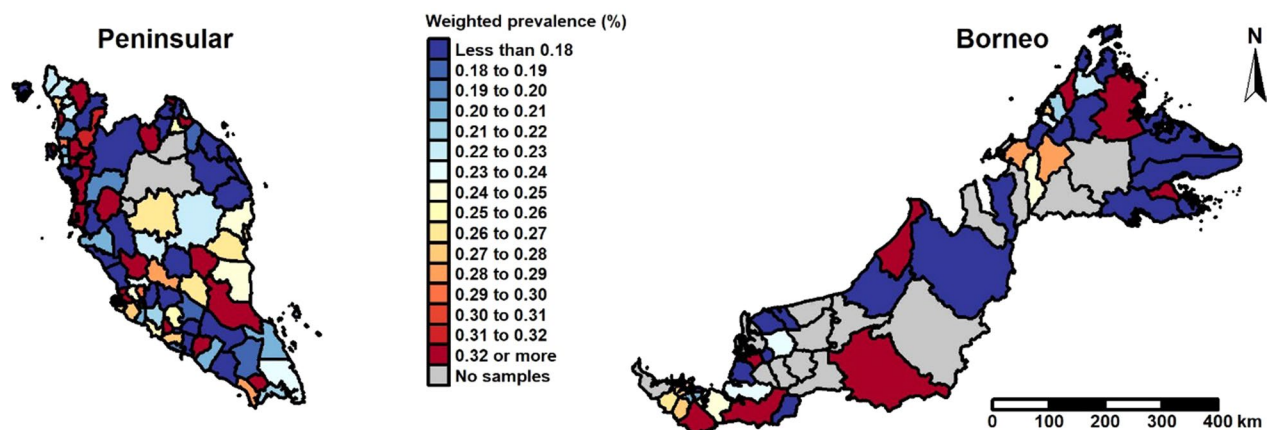 Peninsular
Weighted prevalence (%)
Less than 0.18
0.18 to 0.19
0.19 to 0.20
0.20 to 0.21
0.21 to 0.22
0.22 to 0.23
0.23 to 0.24
0.24 to 0.25
0.25 to 0.26
0.26 to 0.27
0.27 to 0.28
0.28 to 0.29
0.29 to 0.30
0.30 to 0.31
0.31 to 0.32
0.32 or more
No samples
Borneo
N
0 100 200 300 400 km